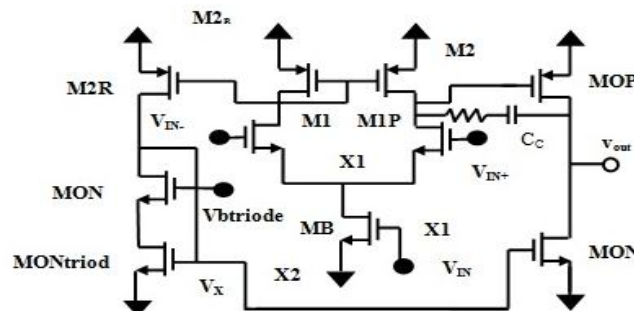 M2R
M2
M2R
MOP
VIN-
M1
M1P
CC
vout
X1
VIN+
MON
Vbtriode
MB
X1
MON
MONtriod
VIN
VX
X2